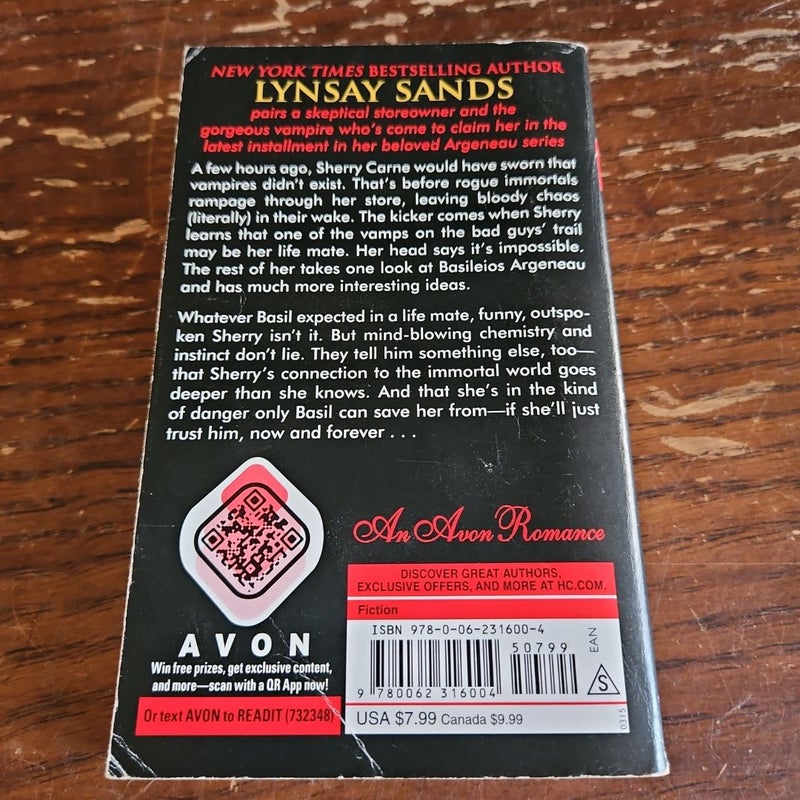 NEW YORK TIMES BESTSELLING AUTHOR
LYNSAY SANDS
pairs a skeptical storeowner and the
gorgeous vampire who's come to claim her in the
latest installment in her beloved Argeneau series
A few hours ago, Sherry Carne would have sworn that
vampires didn't exist. That's before rogue immortals
rampage through her store, leaving bloody chaos
(literally) in their wake. The kicker comes when Sherry
learns that one of the vamps on the bad guys' trail
may be her life mate. Her head says it's impossible.
The rest of her takes one look at Basileios Argeneau
and has much more interesting ideas.
Whatever Basil expected in a life mate, funny, outspo-
ken Sherry isn't it. But mind-blowing chemistry and
instinct don't lie. They tell him something else, too—
that Sherry's connection to the immortal world goes
deeper than she knows. And that she's in the kind
of danger only Basil can save her from—if she'll just
trust him, now and forever . . .
An Avon Romance
AVON
Win free prizes, get exclusive content,
and more—scan with a QR App now!
Or text AVON to READIT (732348)
DISCOVER GREAT AUTHORS,
EXCLUSIVE OFFERS, AND MORE AT HC.COM.
Fiction
ISBN 978-0-06-231600-4
50799
EAN
9 780062 316004
S
USA $7.99 Canada $9.99
0315